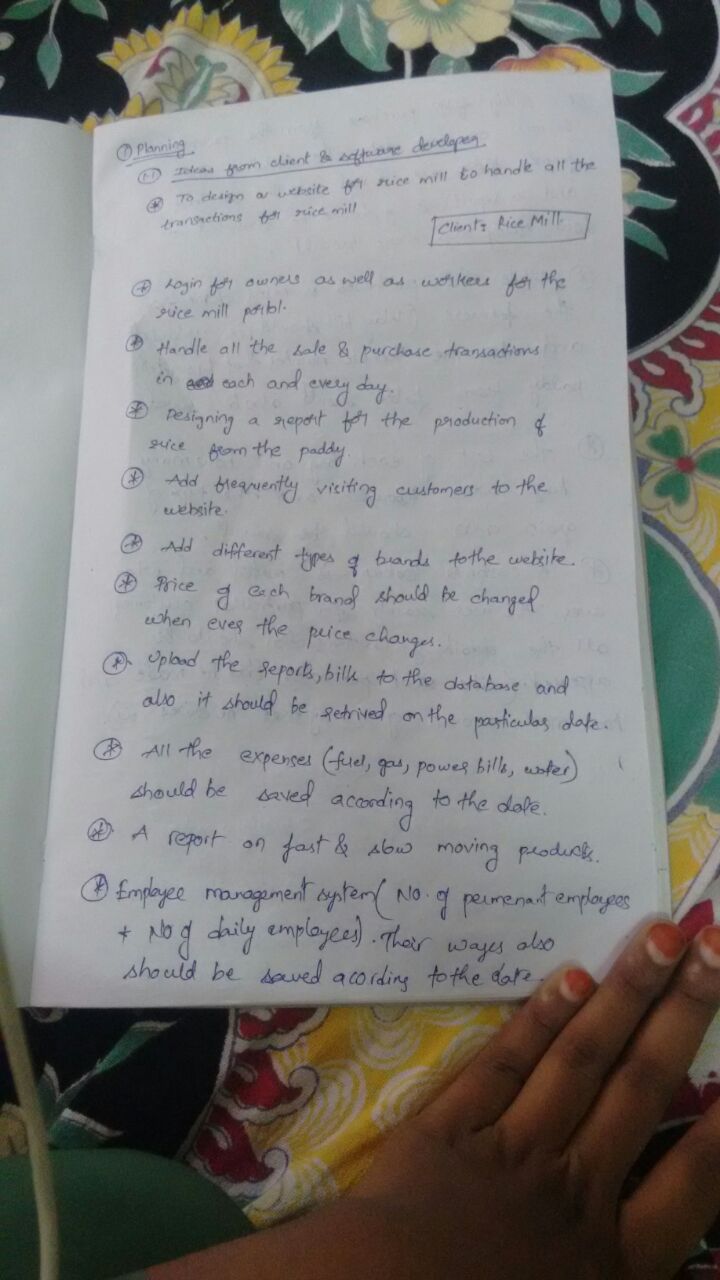 ① Planning
1.1 Ideas from client & software developer
* To design a website for rice mill to handle all the
transactions for rice mill
Client: Rice Mill.
* Login for owners as well as workers for the
rice mill
* Handle all the sale & purchase transactions
in each and every day.
* Designing a report for the production of
rice from the paddy.
* Add frequently visiting customers to the
website.
* Add different types of brands to the website.
* Price of each brand should be changed
when ever the price changes.
* Upload the reports, bills to the database and
also it should be retrived on the particular date.
* All the expenses (fuel, gas, power bills, water)
should be saved according to the date.
* A report on fast & slow moving products.
* Employee management system( No. of permenant employees
+ No of daily employees). Their wages also
should be saved acording to the date.